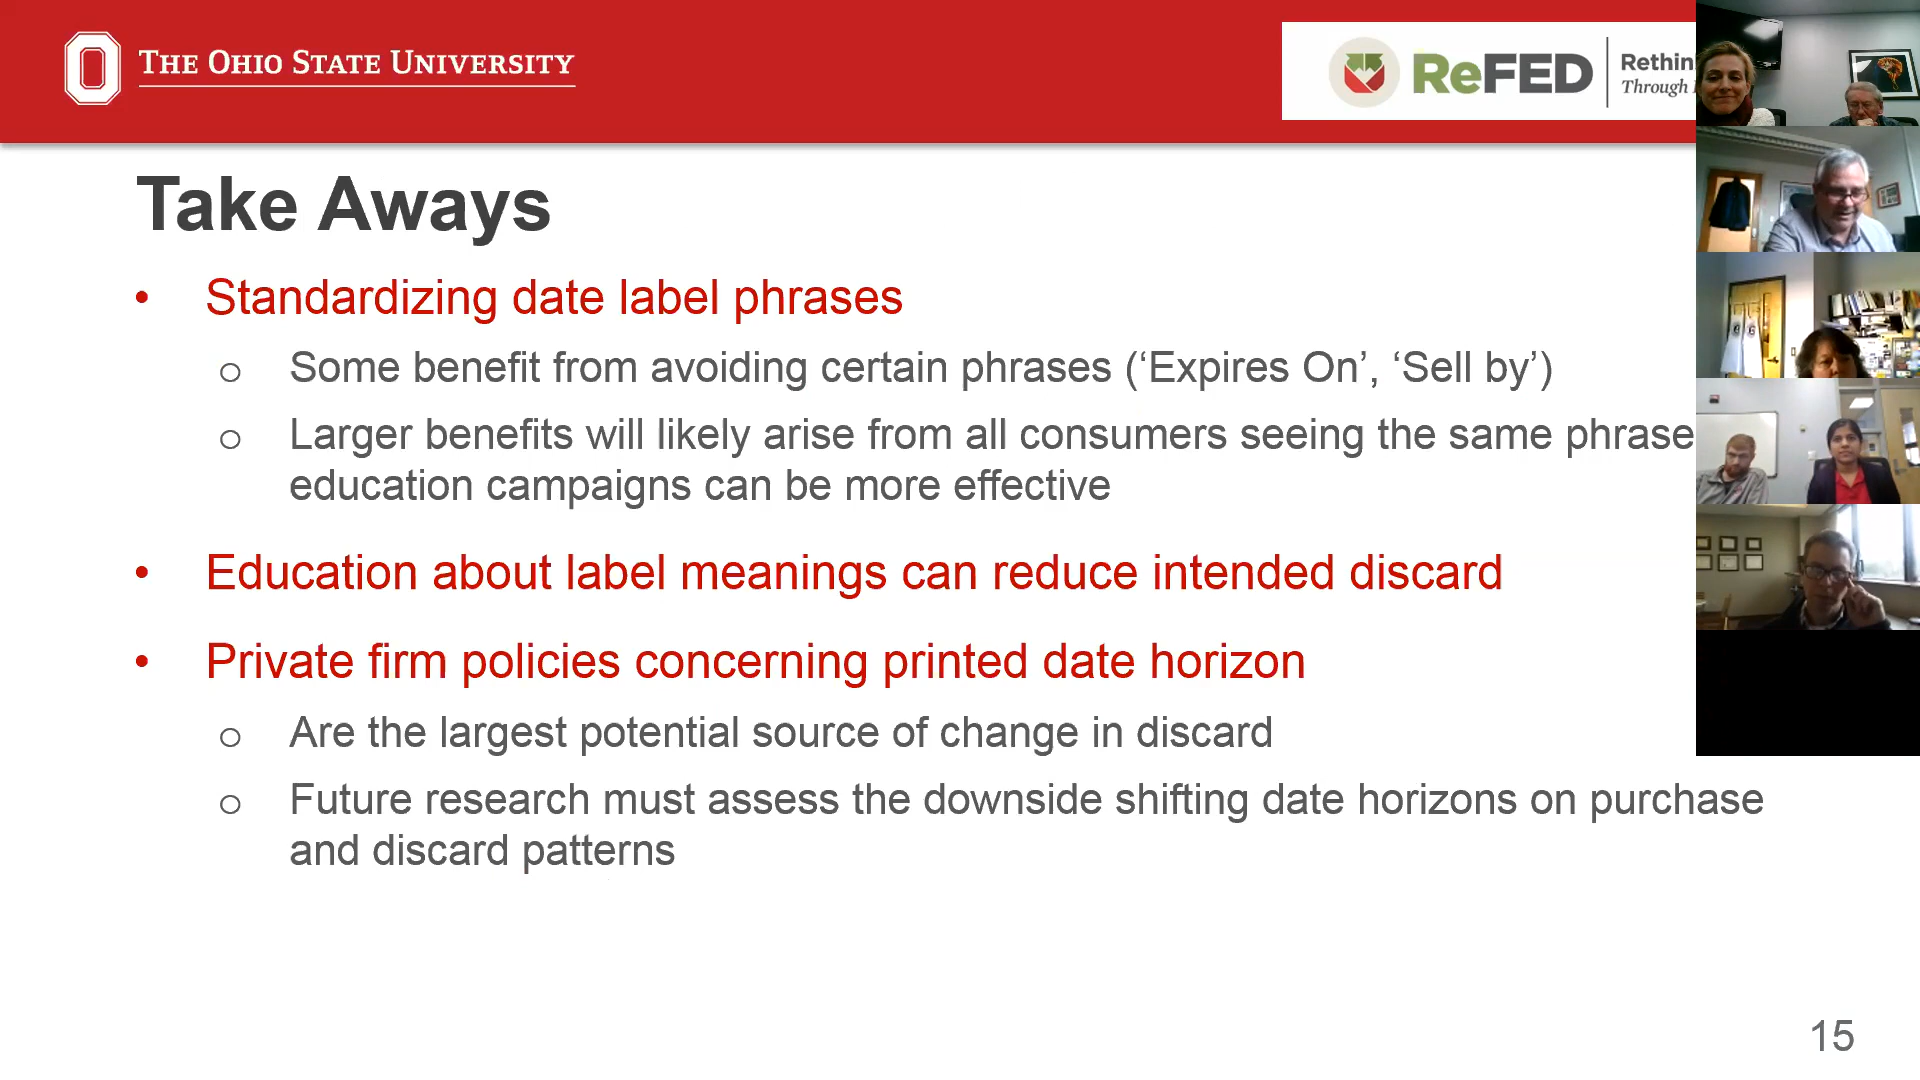 THE OHIO STATE UNIVERSITY
ReFED
Through
Take Aways
• Standardizing date label phrases
o Some benefit from avoiding certain phrases (‘Expires On’, ‘Sell by’)
o Larger benefits will likely arise from all consumers seeing the same phrase
education campaigns can be more effective
• Education about label meanings can reduce intended discard
• Private firm policies concerning printed date horizon
o Are the largest potential source of change in discard
o Future research must assess the downside shifting date horizons on purchase
and discard patterns
15